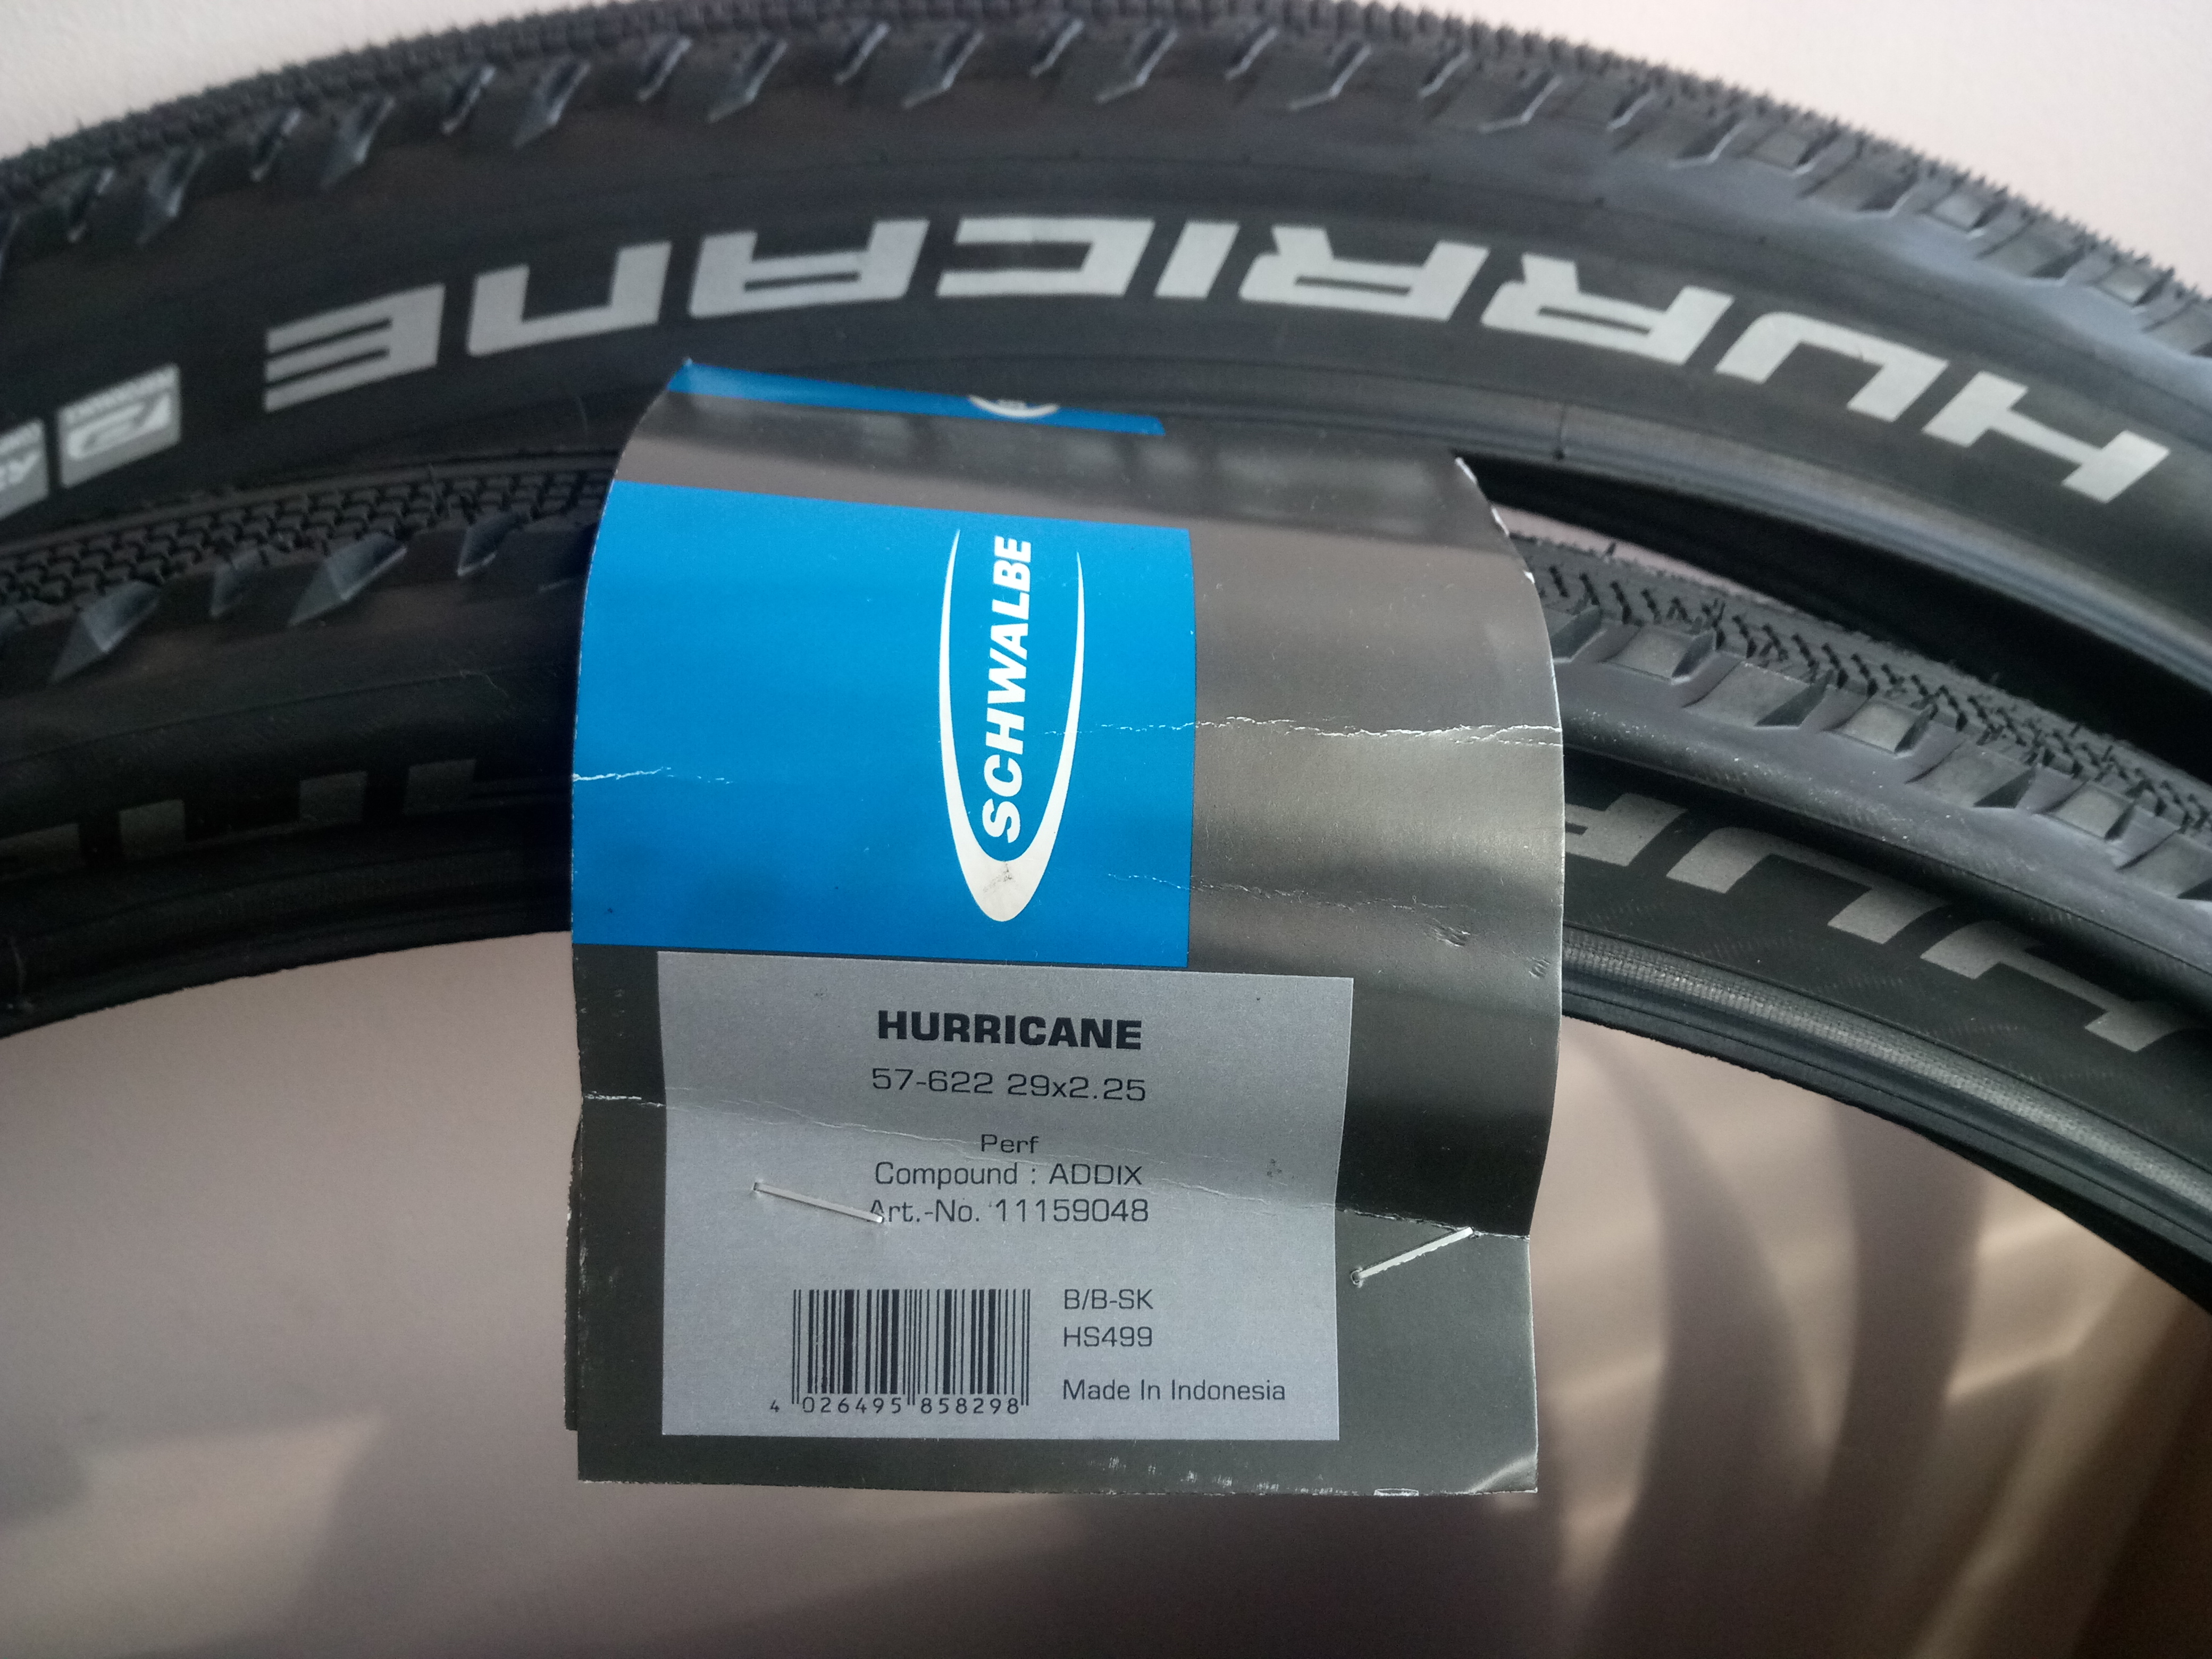 HURRICANE
SCHWALBE
HURRICANE
57-622 29x2.25
Perf
Compound : ADDIX
Art.-No. 11159048
B/B-SK
HS499
Made In Indonesia
4 026495 858298